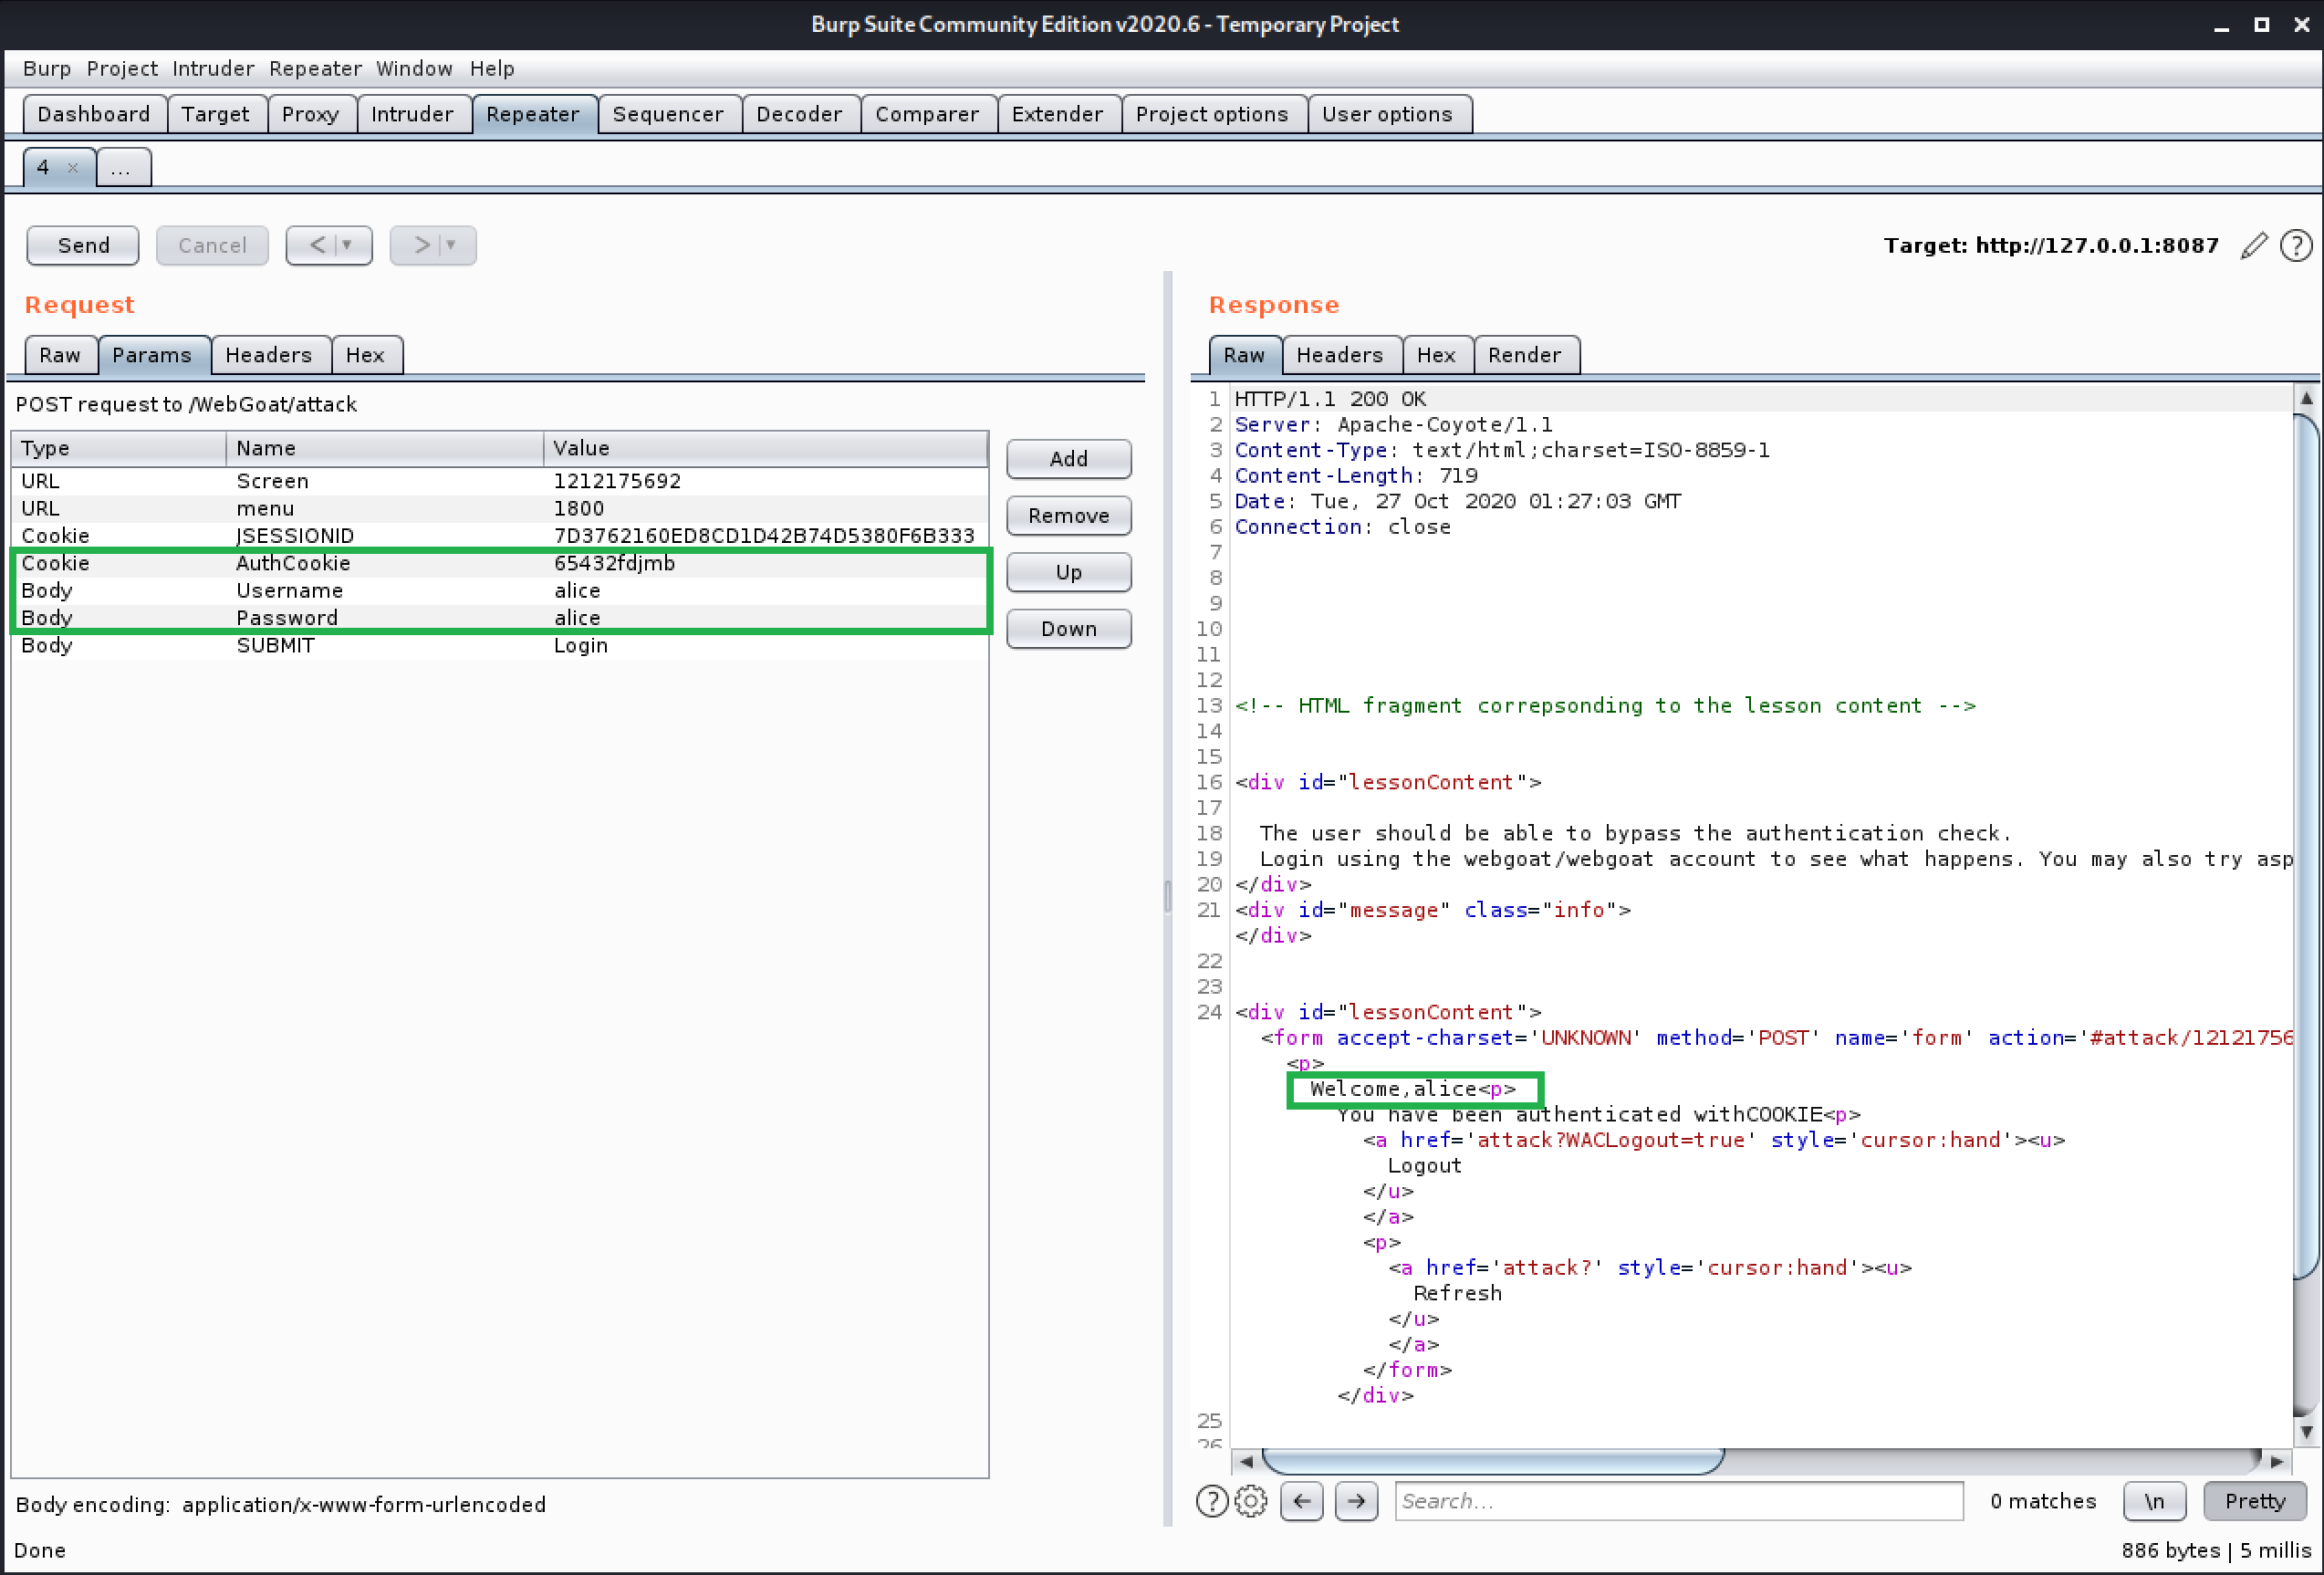 Burp Suite Community Edition v2020.6 - Temporary Project
Burp Project Intruder Repeater Window Help
Dashboard Target Proxy Intruder Repeater Sequencer Decoder Comparer Extender Project options User options
4 × ...
Send Cancel < > Target: http://127.0.0.1:8087 ?
Request
Raw Params Headers Hex
POST request to /WebGoat/attack
Type Name Value
URL Screen 1212175692
URL menu 1800
Cookie JSESSIONID 7D3762160ED8CD1D42B74D5380F6B333
Cookie AuthCookie 65432fdjmb
Body Username alice
Body Password alice
Body SUBMIT Login
Add
Remove
Up
Down
Body encoding: application/x-www-form-urlencoded
Done
Response
Raw Headers Hex Render
1 HTTP/1.1 200 OK
2 Server: Apache-Coyote/1.1
3 Content-Type: text/html;charset=ISO-8859-1
4 Content-Length: 719
5 Date: Tue, 27 Oct 2020 01:27:03 GMT
6 Connection: close
7
8
9
10
11
12
13 <!-- HTML fragment correpsonding to the lesson content -->
14
15
16 <div id="lessonContent">
17
18 The user should be able to bypass the authentication check.
19 Login using the webgoat/webgoat account to see what happens. You may also try asp
20 </div>
21 <div id="message" class="info">
</div>
22
23
24 <div id="lessonContent">
<form accept-charset='UNKNOWN' method='POST' name='form' action='#attack/12121756
<p>
Welcome,alice<p>
You have been authenticated withCOOKIE<p>
<a href='attack?WACLogout=true' style='cursor:hand'><u>
Logout
</u>
</a>
<p>
<a href='attack?' style='cursor:hand'><u>
Refresh
</u>
</a>
</form>
</div>
25
26
? Search... 0 matches \n Pretty
886 bytes | 5 millis